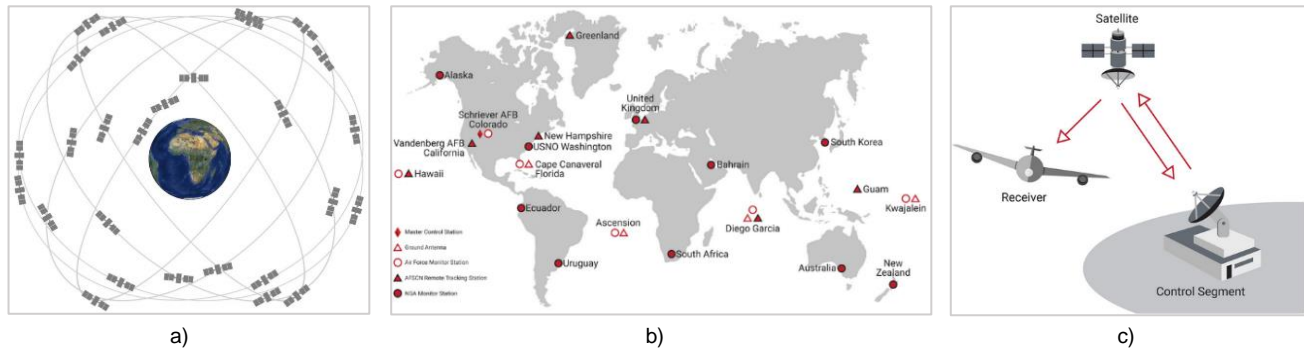 Greenland
Alaska
United
Kingdom
Schriever AFB
Colorado
New Hampshire
USNO Washington
South Korea
Vandenberg AFB
California
Cape Canaveral
Florida
Bahrain
Hawaii
Guam
Kwajalein
Ecuador
Ascension
Diego Garcia
Master Control Station
Ground Antenna
Air Force Monitor Station
AFSCN Remote Tracking Station
NGA Monitor Station
Uruguay
South Africa
Australia
New
Zealand
Satellite
Receiver
Control Segment
a)
b)
c)